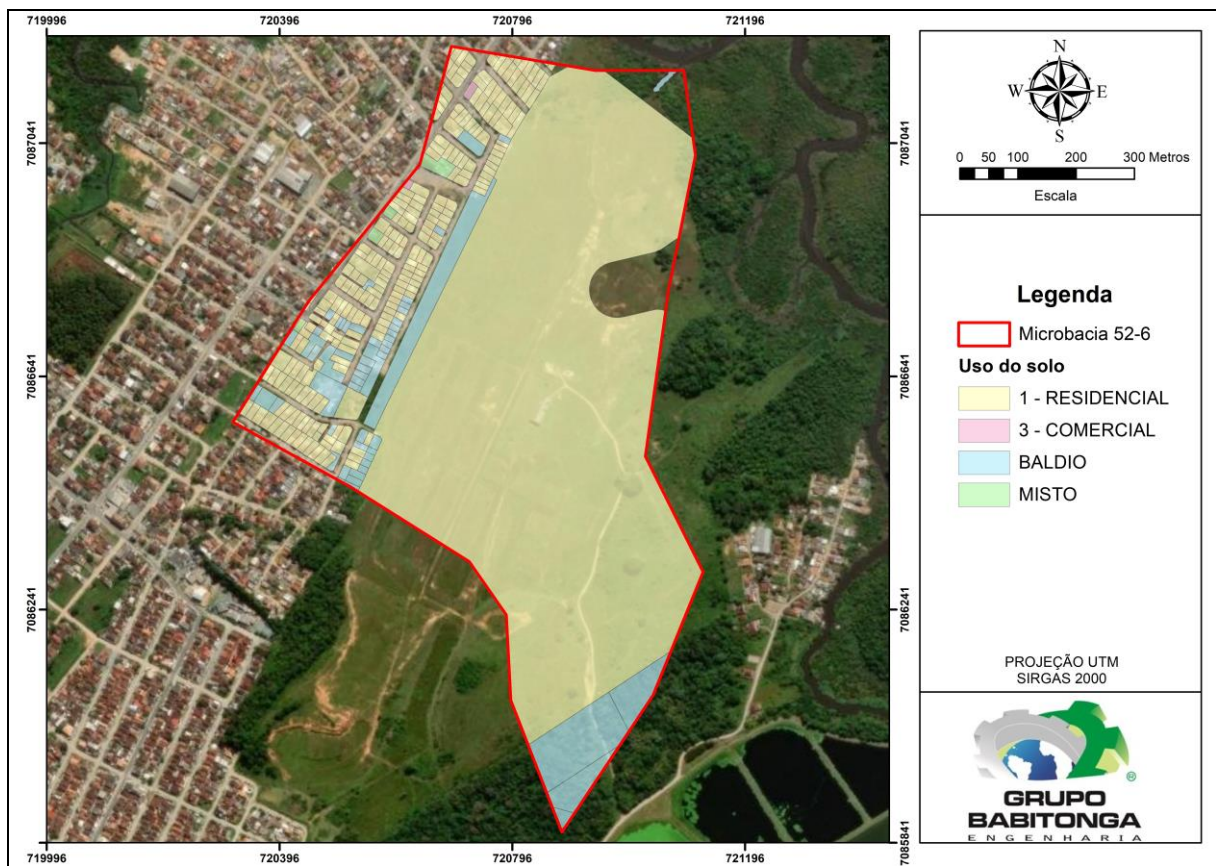 719996 720396 720796 721196
7087041 7087041
7086641 7086641
7086241 7086241
7085841
719996 720396 720796 721196
N
W E
S
0 50 100 200 300 Metros
Escala
Legenda
Microbacia 52-6
Uso do solo
1 - RESIDENCIAL
3 - COMERCIAL
BALDIO
MISTO
PROJEÇÃO UTM
SIRGAS 2000
®
GRUPO
BABITONGA
ENGENHARIA